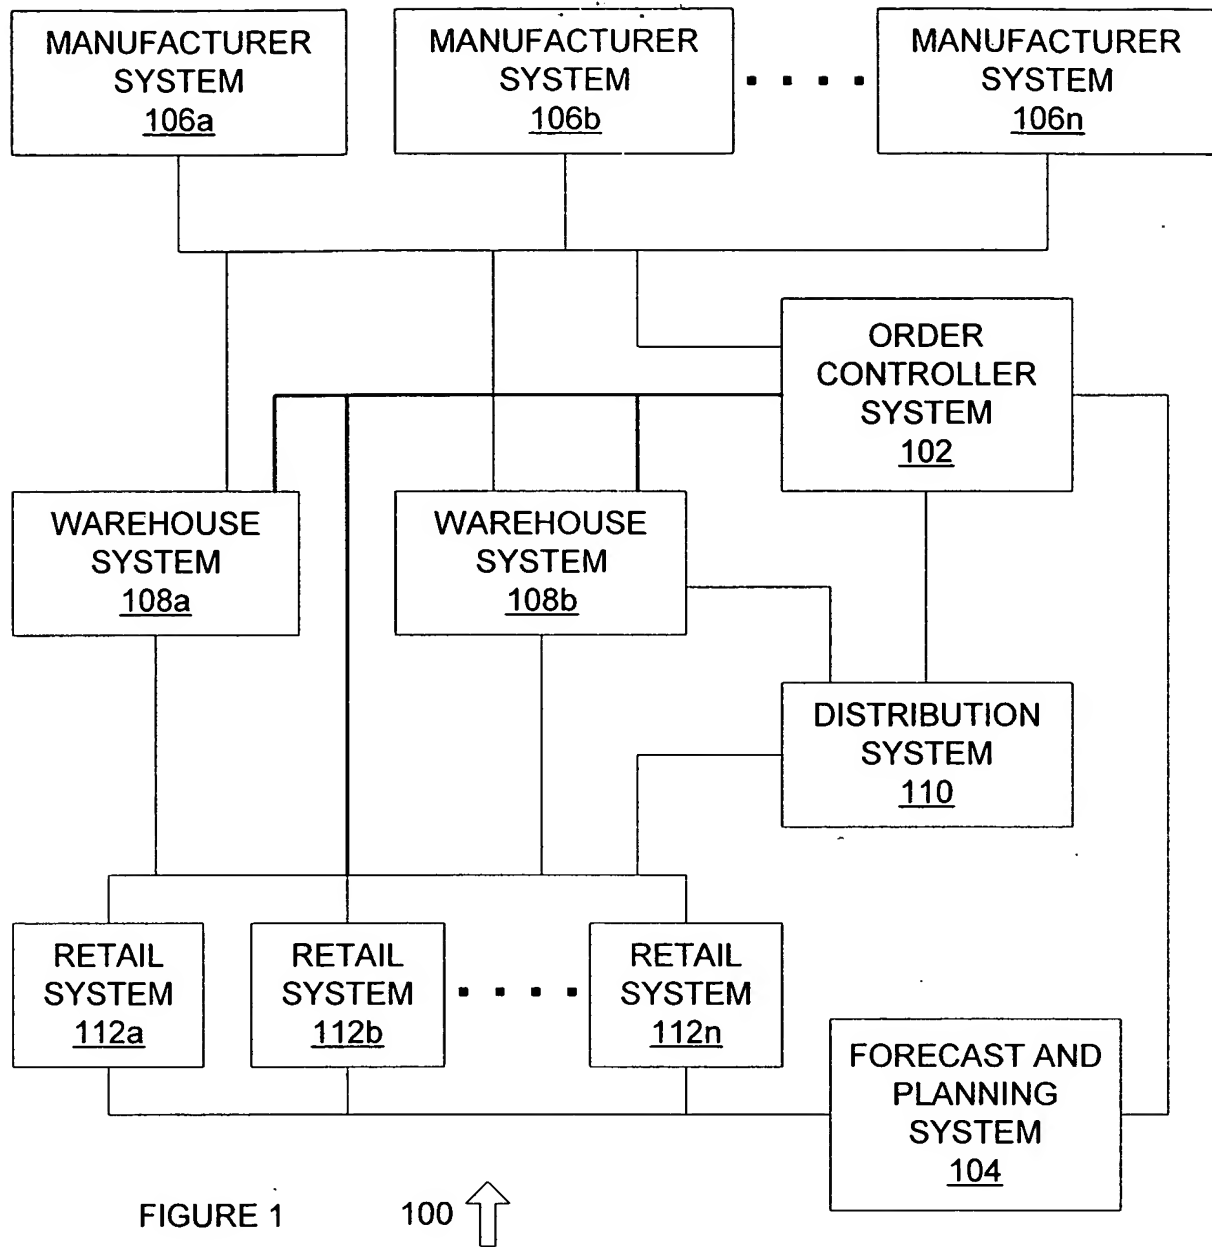 MANUFACTURER
SYSTEM
106a
MANUFACTURER
SYSTEM
106b
MANUFACTURER
SYSTEM
106n
ORDER
CONTROLLER
SYSTEM
102
WAREHOUSE
SYSTEM
108a
WAREHOUSE
SYSTEM
108b
DISTRIBUTION
SYSTEM
110
RETAIL
SYSTEM
112a
RETAIL
SYSTEM
112b
RETAIL
SYSTEM
112n
FORECAST AND
PLANNING
SYSTEM
104
FIGURE 1
100